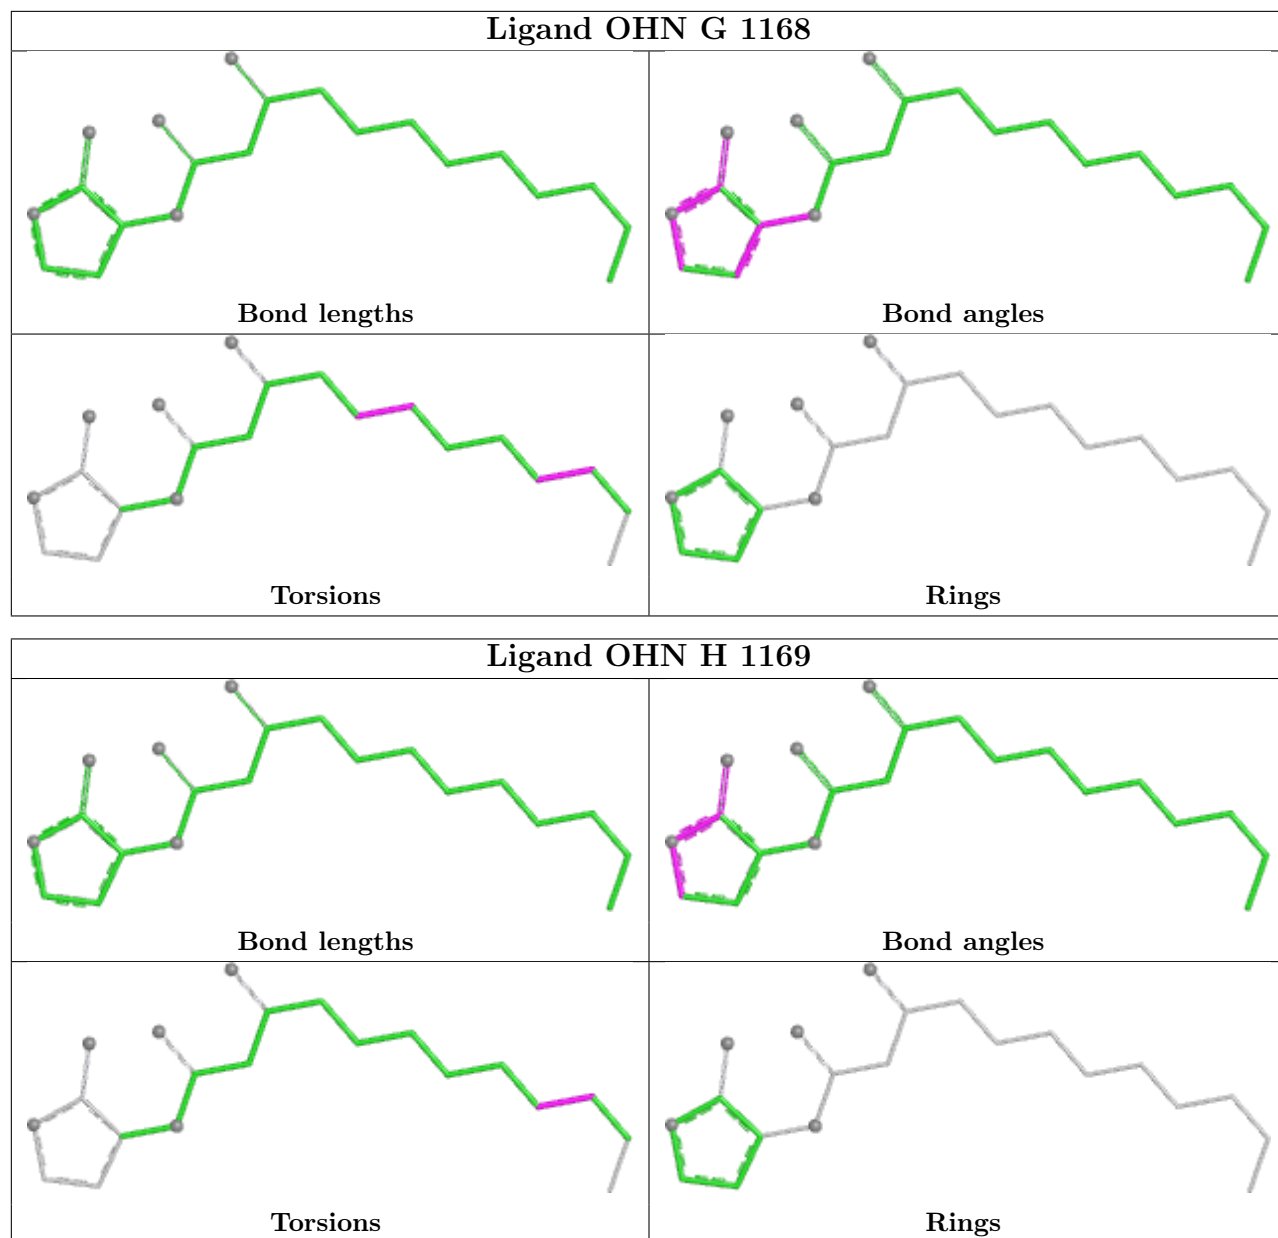 Ligand OHN G 1168
Bond lengths
Bond angles
Torsions
Rings
Ligand OHN H 1169
Bond lengths
Bond angles
Torsions
Rings